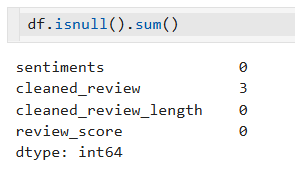 df.isnull().sum()
sentiments 0
cleaned_review 3
cleaned_review_length 0
review_score 0
dtype: int64